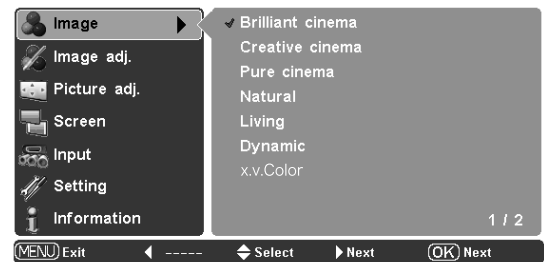 Image
Image adj.
Picture adj.
Screen
Input
Setting
Information
Brilliant cinema
Creative cinema
Pure cinema
Natural
Living
Dynamic
x.v.Color
1 / 2
MENU Exit
-----
Select
Next
OK Next